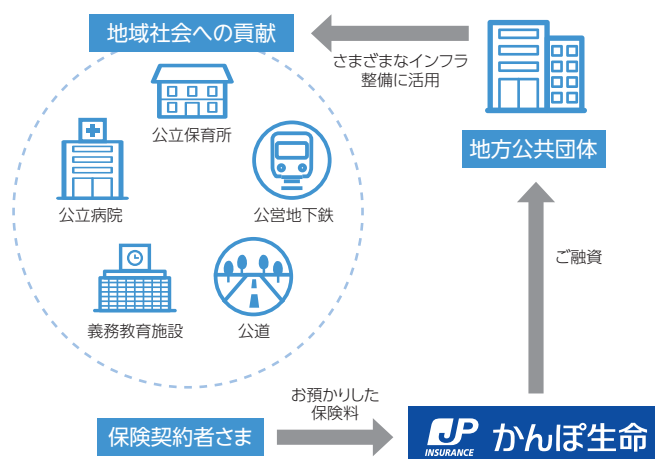 地域社会への貢献
さまざまなインフラ
整備に活用
地方公共団体
公立保育所
公立病院
公営地下鉄
義務教育施設
公道
ご融資
お預かりした
保険料
保険契約者さま
JP
INSURANCE
かんぽ生命